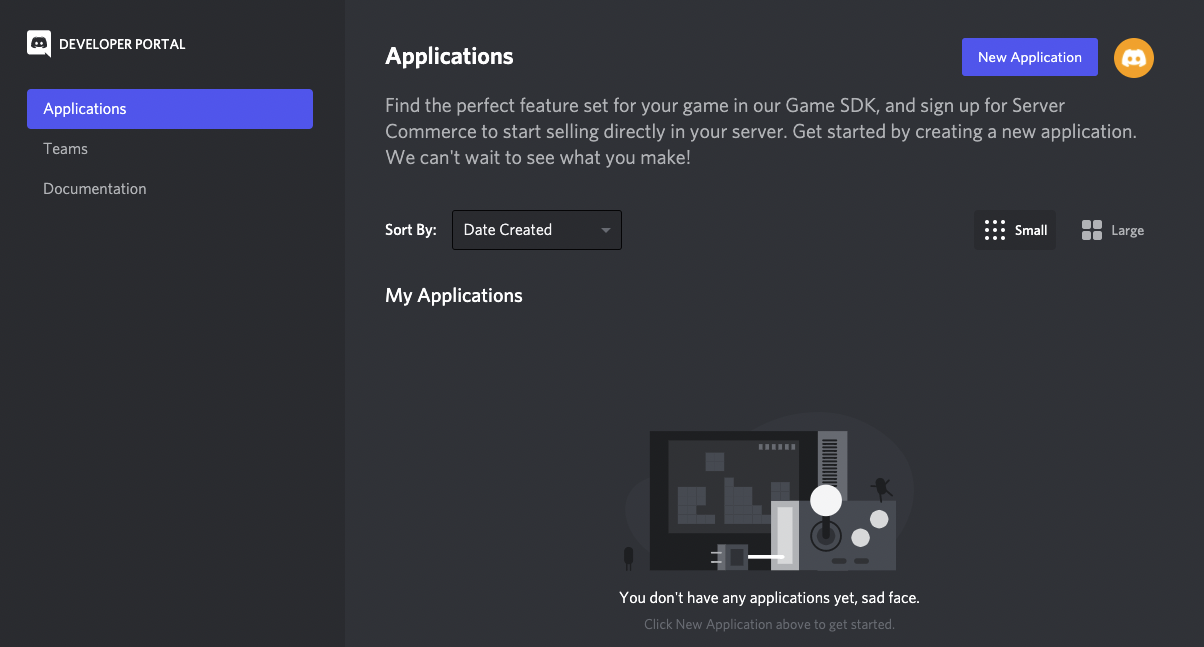 DEVELOPER PORTAL
Applications
Teams
Documentation
Applications
New Application
Find the perfect feature set for your game in our Game SDK, and sign up for Server
Commerce to start selling directly in your server. Get started by creating a new application.
We can't wait to see what you make!
Sort By:
Date Created
Small
Large
My Applications
You don't have any applications yet, sad face.
Click New Application above to get started.